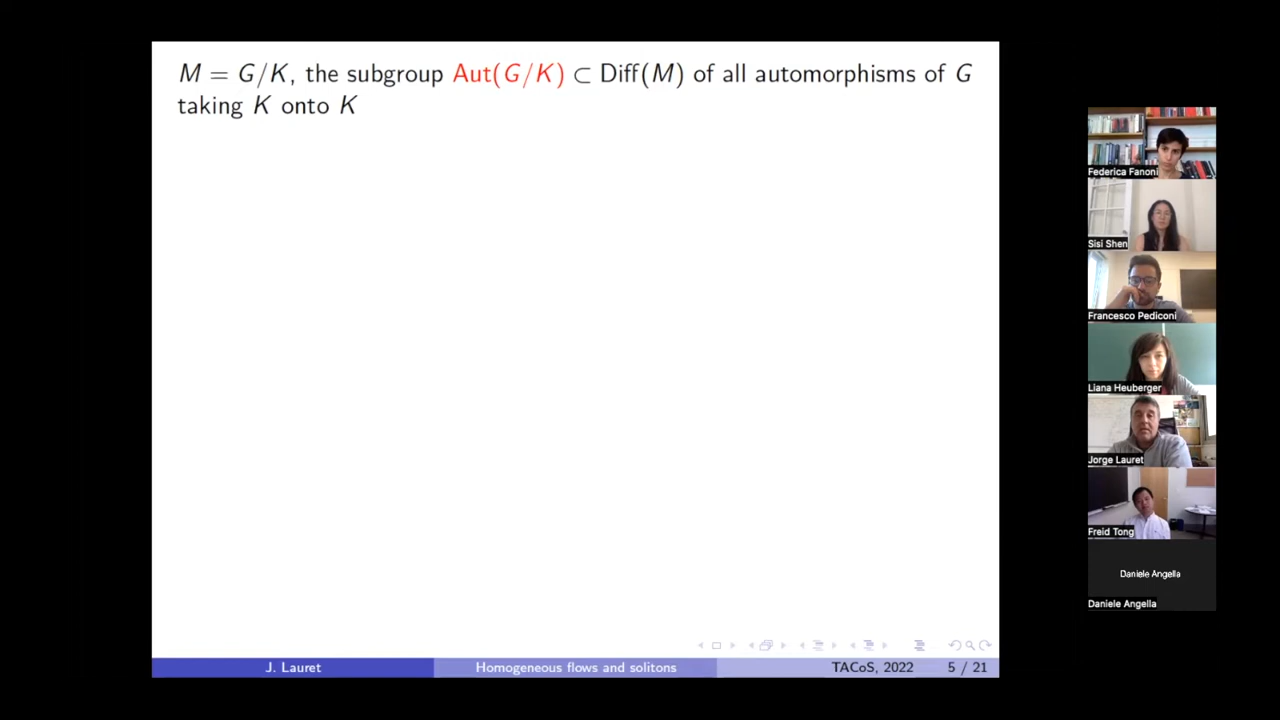 M = G/K, the subgroup Aut(G/K) ⊂ Diff(M) of all automorphisms of G
taking K onto K
J. Lauret
Homogeneous flows and solitons
TACoS, 2022
5 / 21
Federica Fanoni
Sisi Shen
Francesco Pediconi
Liana Heuberger
Jorge Lauret
Freid Tong
Daniele Angella
Daniele Angella